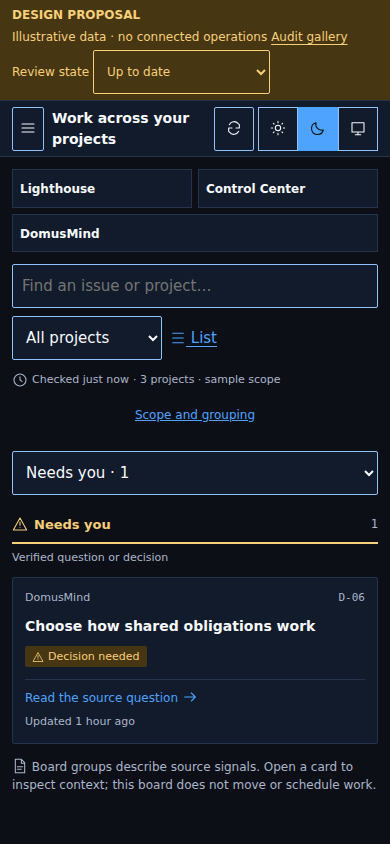 DESIGN PROPOSAL
Illustrative data · no connected operations Audit gallery
Review state Up to date
Work across your
projects
Lighthouse
Control Center
DomusMind
Find an issue or project…
All projects
List
Checked just now · 3 projects · sample scope
Scope and grouping
Needs you · 1
Needs you 1
Verified question or decision
DomusMind D-06
Choose how shared obligations work
Decision needed
Read the source question →
Updated 1 hour ago
Board groups describe source signals. Open a card to
inspect context; this board does not move or schedule work.